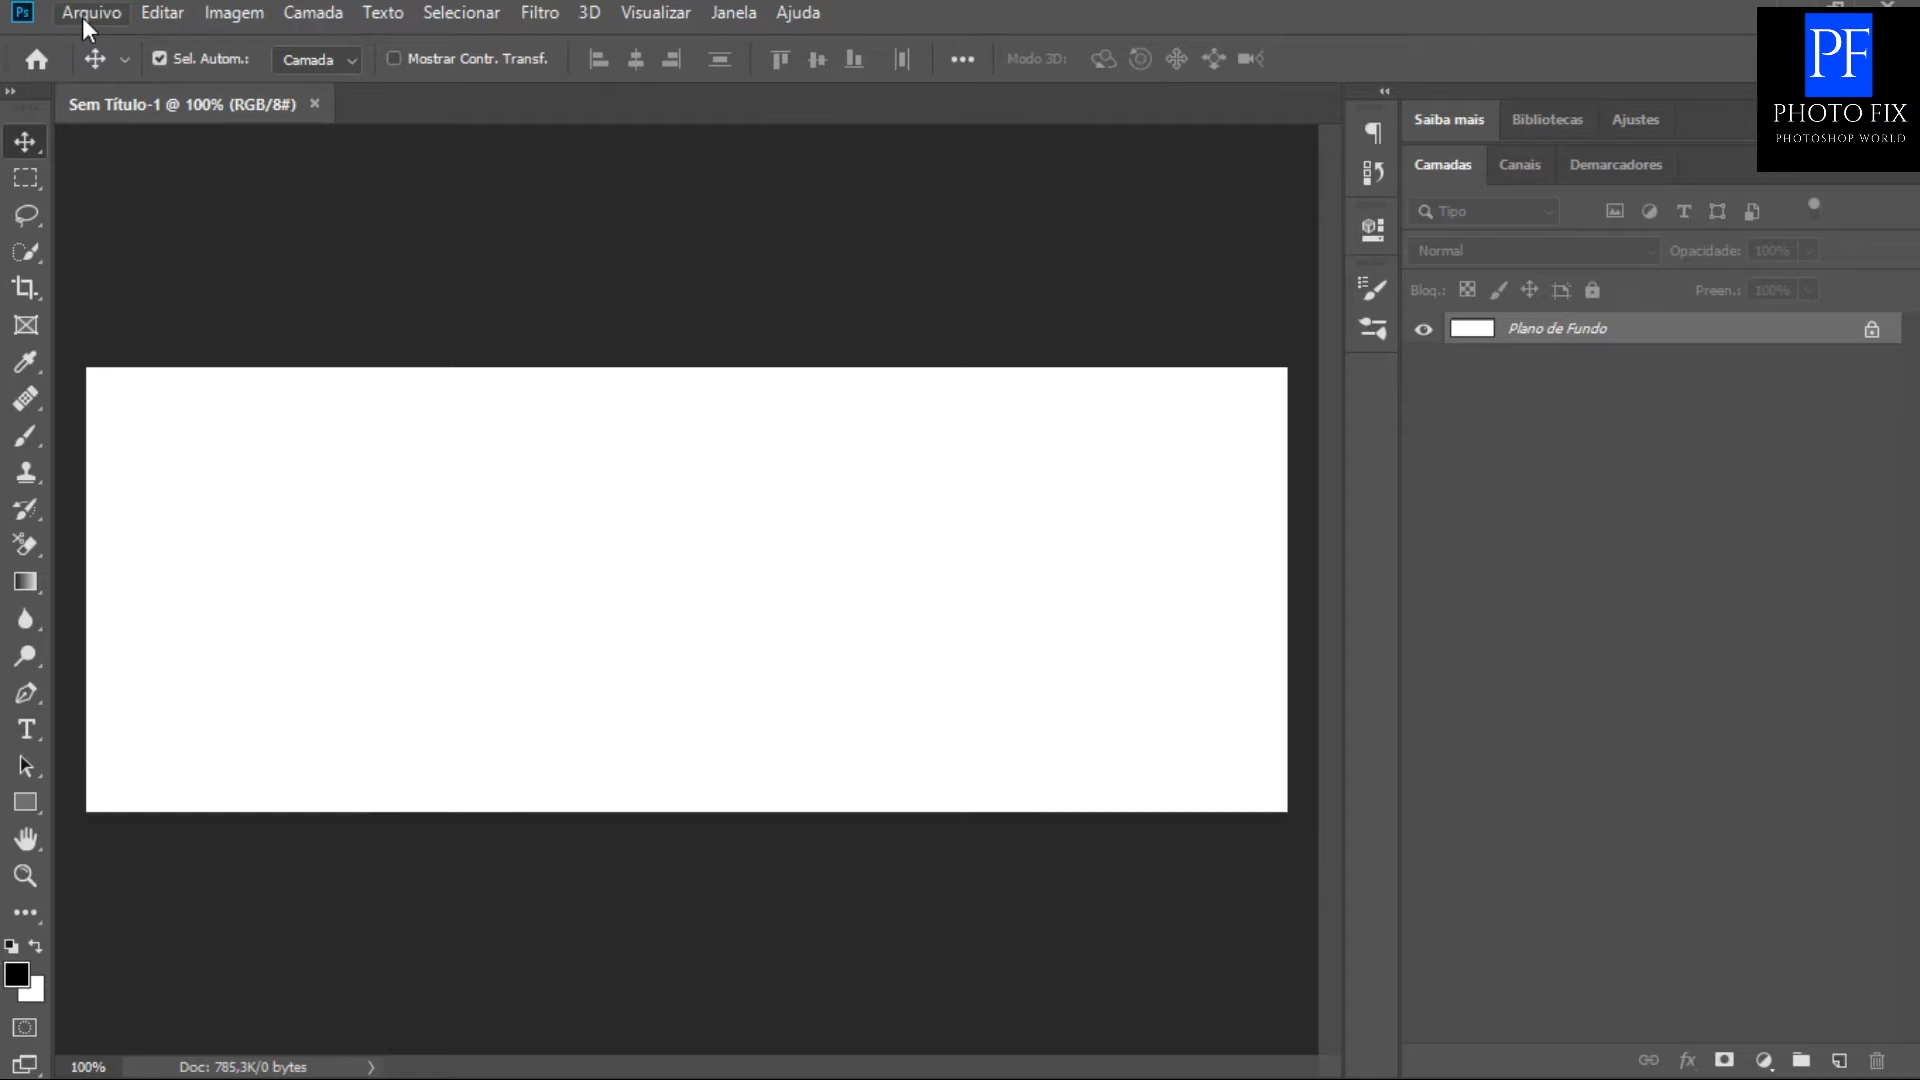 Ps Arquivo Editar Imagem Camada Texto Selecionar Filtro 3D Visualizar Janela Ajuda
Sel. Autom.: Camada Mostrar Contr. Transf. Modo 3D:
PF
PHOTO FIX
PHOTOSHOP WORLD
Sem Título-1 @ 100% (RGB/8#)
Saiba mais Bibliotecas Ajustes
Camadas Canais Demarcadores
Tipo
Normal Opacidade: 100%
Bloq.: Preen.: 100%
Plano de Fundo
100% Doc: 785,3K/0 bytes